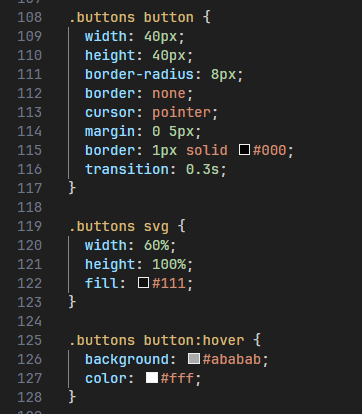 108 .buttons button {
109 width: 40px;
110 height: 40px;
111 border-radius: 8px;
112 border: none;
113 cursor: pointer;
114 margin: 0 5px;
115 border: 1px solid #000;
116 transition: 0.3s;
117 }
118
119 .buttons svg {
120 width: 60%;
121 height: 100%;
122 fill: #111;
123 }
124
125 .buttons button:hover {
126 background: #ababab;
127 color: #fff;
128 }